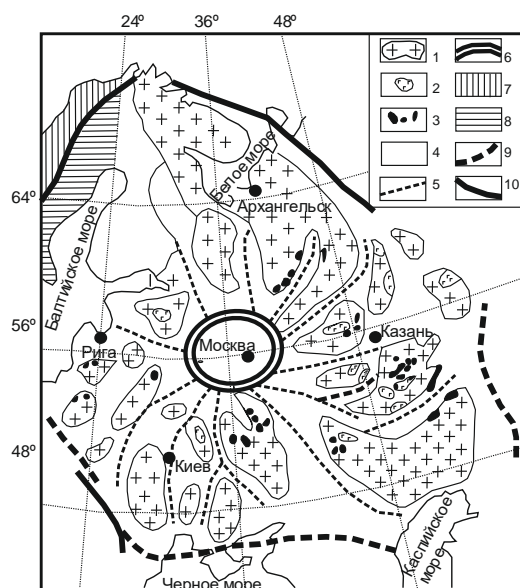 24º 36º 48º
1 6
2 7
3 8
4 9
5 10
64º
Белое море
Архангельск
Балтийское море
56º
Рига
Москва
Казань
48º
Киев
Каспийское
море
Черное море